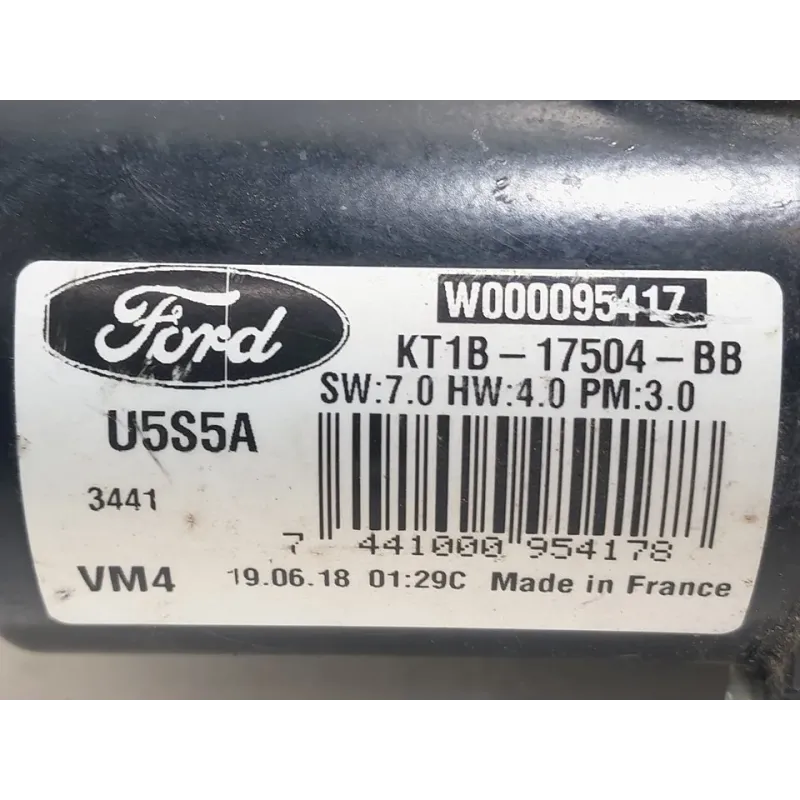 Ford
W000095417
KT1B-17504-BB
SW:7.0 HW:4.0 PM:3.0
U5S5A
3441
7 441000 954178
VM4 19.06.18 01:29C Made in France